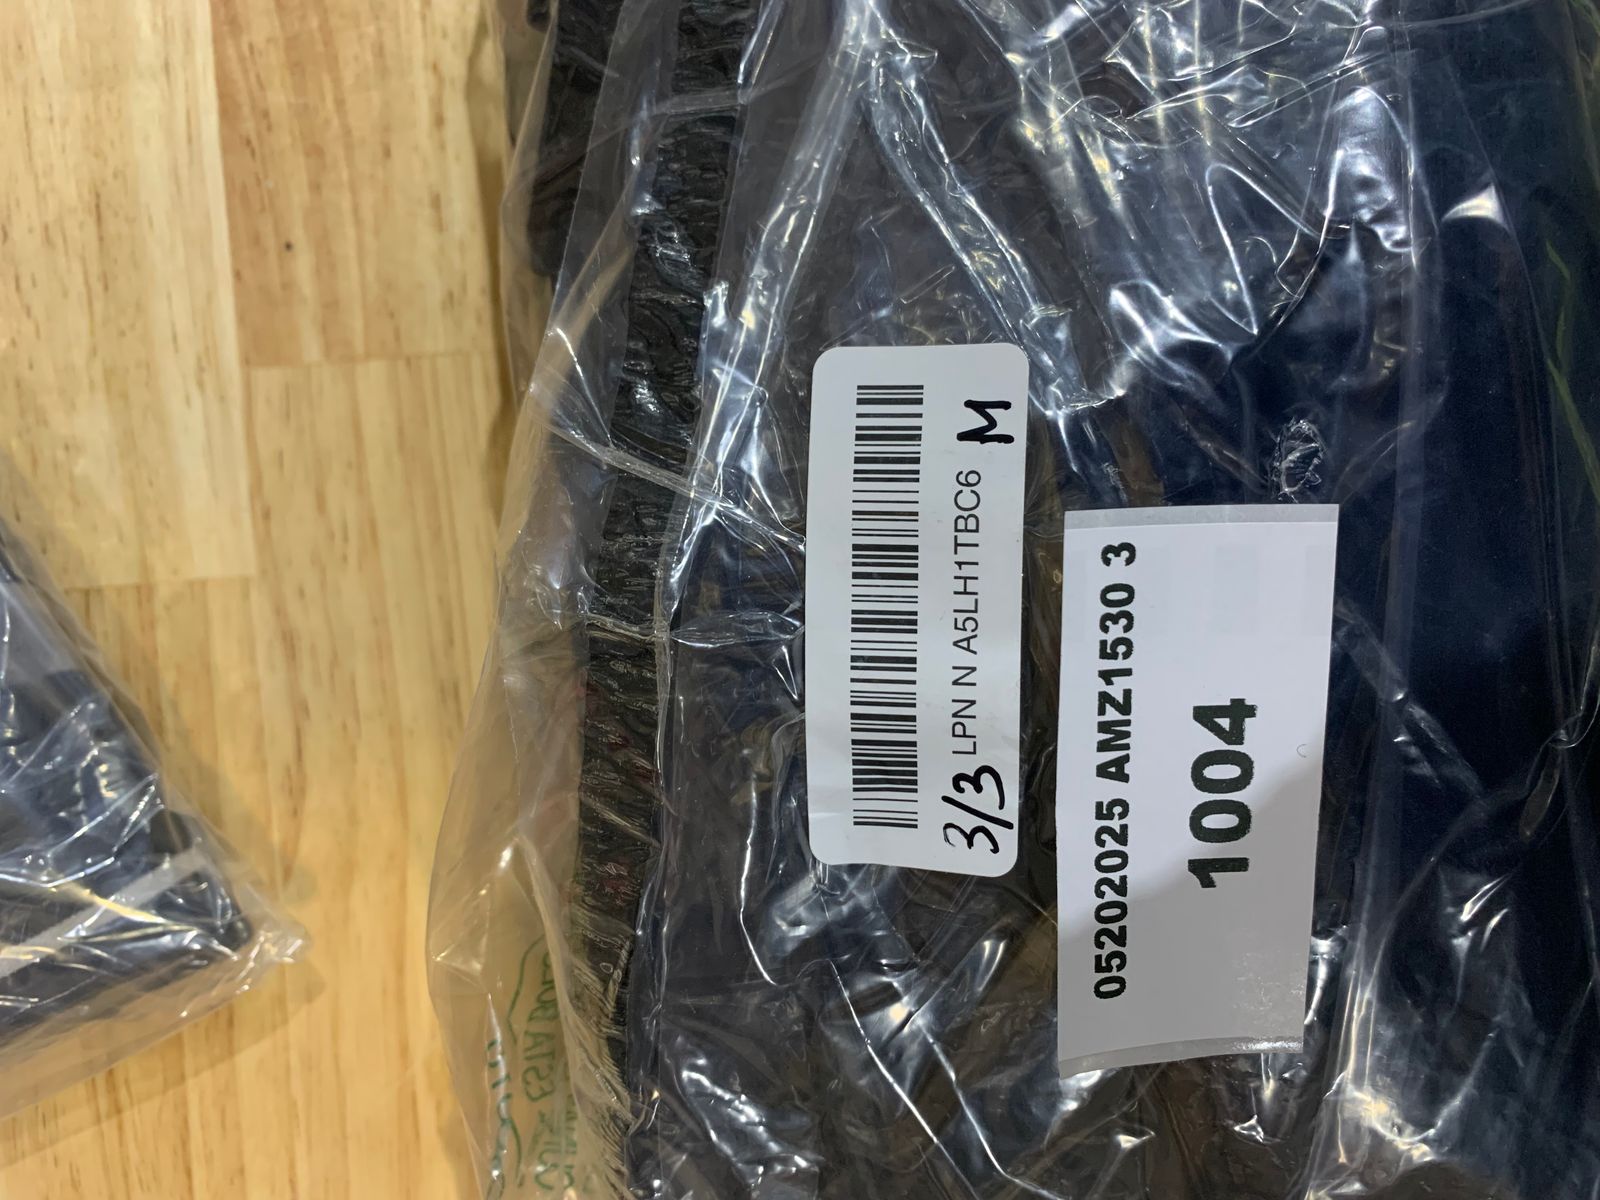 3/3 LPN N A5LH1TBC6 M
05202025 AMZ1530 3
1004